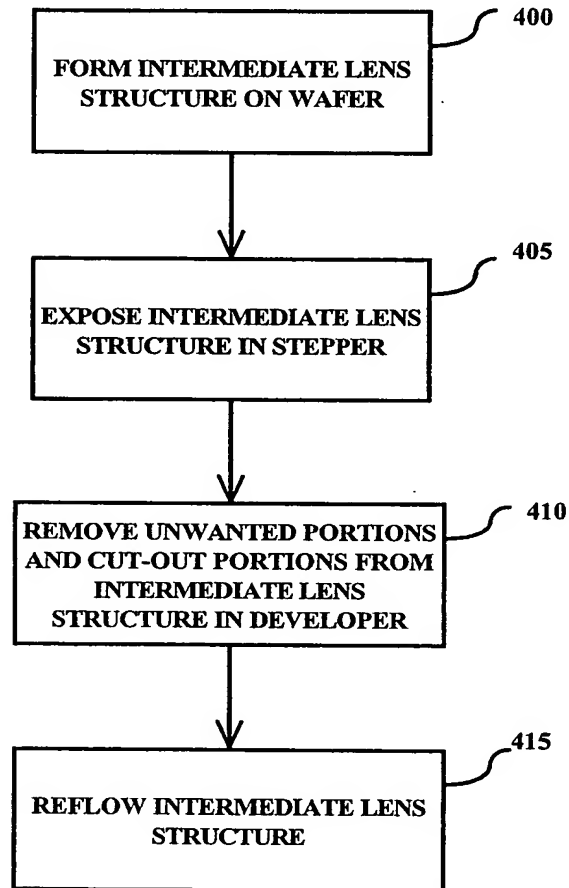 400
FORM INTERMEDIATE LENS
STRUCTURE ON WAFER
405
EXPOSE INTERMEDIATE LENS
STRUCTURE IN STEPPER
410
REMOVE UNWANTED PORTIONS
AND CUT-OUT PORTIONS FROM
INTERMEDIATE LENS
STRUCTURE IN DEVELOPER
415
REFLOW INTERMEDIATE LENS
STRUCTURE